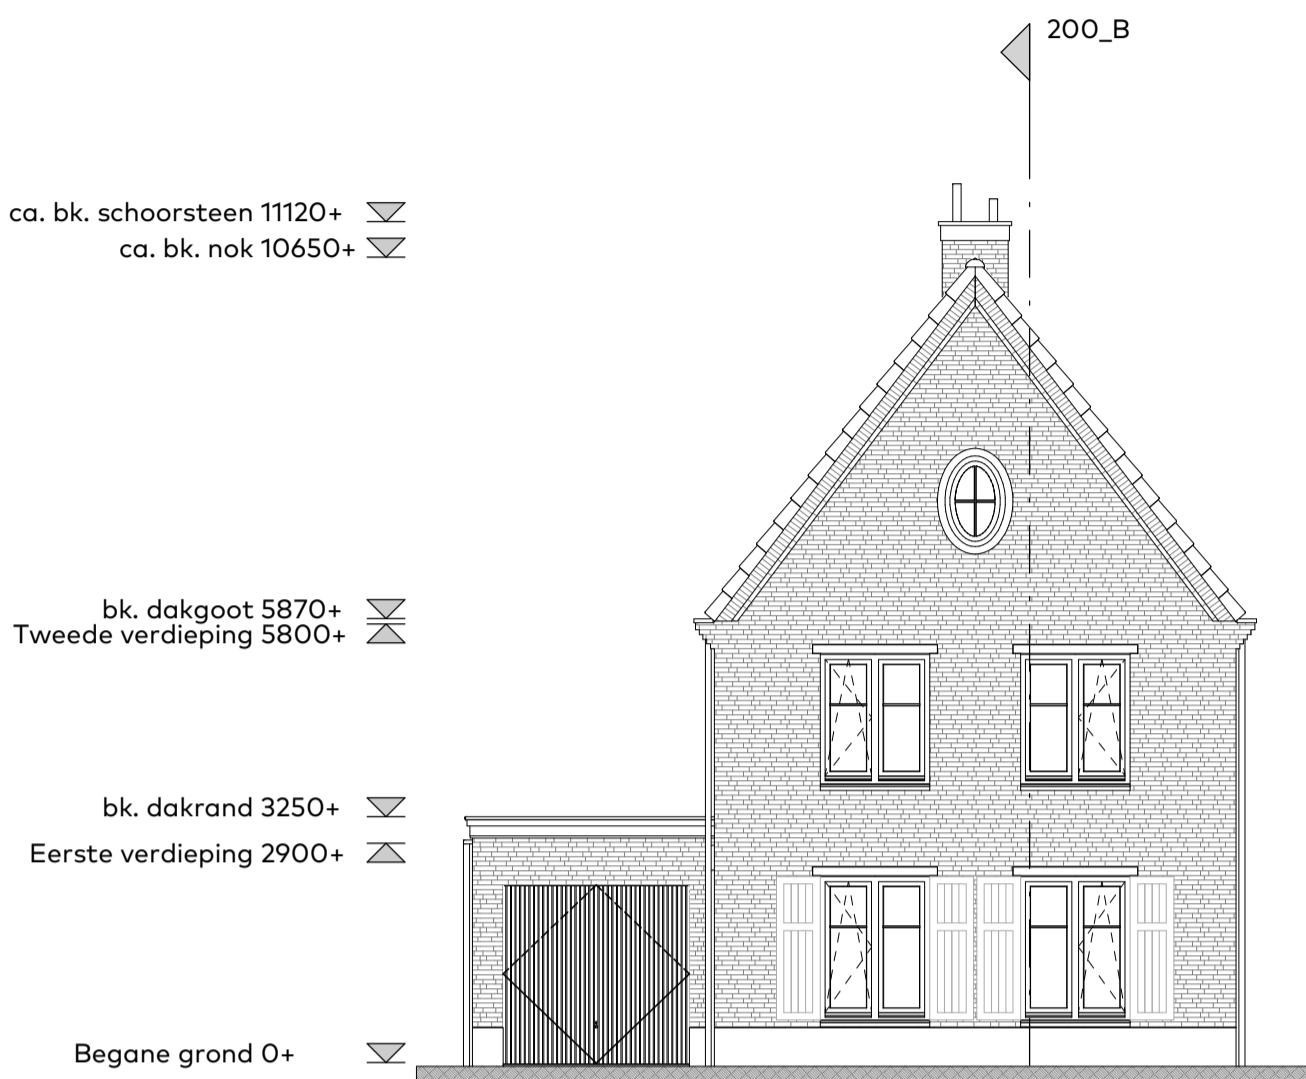 200_B
ca. bk. schoorsteen 11120+
ca. bk. nok 10650+
bk. dakgoot 5870+
Tweede verdieping 5800+
bk. dakrand 3250+
Eerste verdieping 2900+
Begane grond 0+